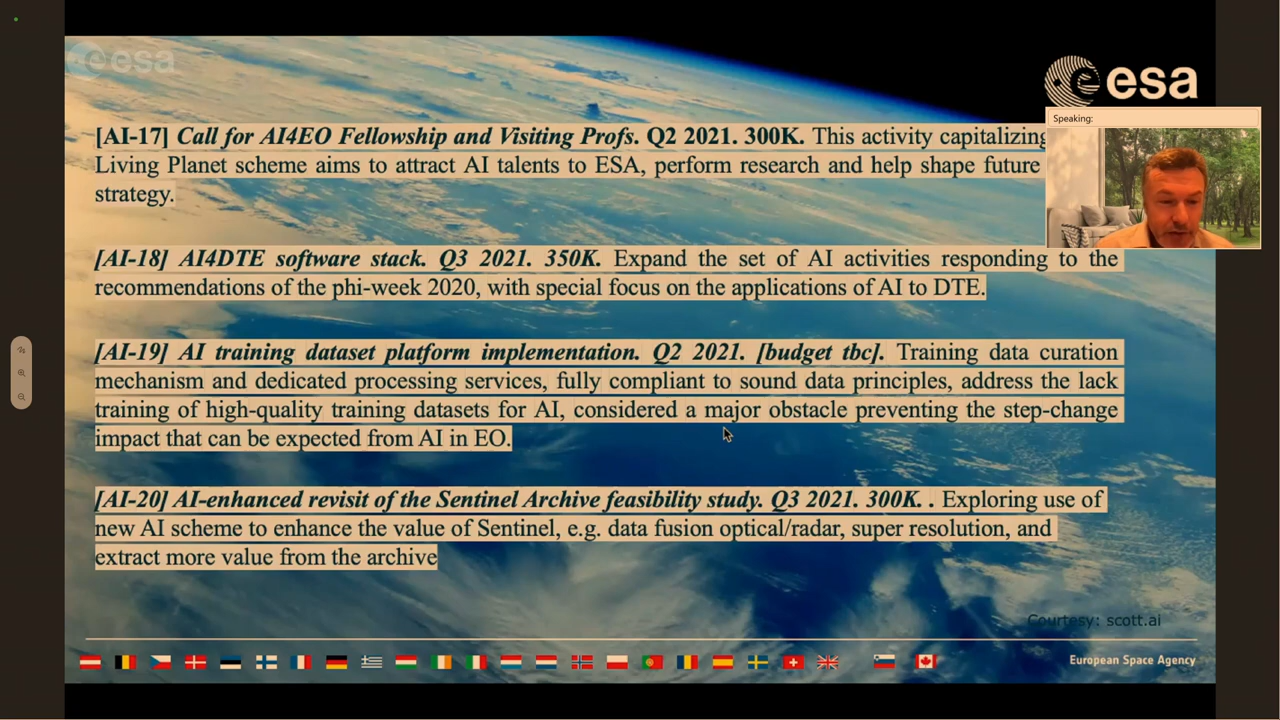 esa
esa
Speaking:
[AI-17] Call for AI4EO Fellowship and Visiting Profs. Q2 2021. 300K. This activity capitalizing
Living Planet scheme aims to attract AI talents to ESA, perform research and help shape future
strategy.
[AI-18] AI4DTE software stack. Q3 2021. 350K. Expand the set of AI activities responding to the
recommendations of the phi-week 2020, with special focus on the applications of AI to DTE.
[AI-19] AI training dataset platform implementation. Q2 2021. [budget tbc]. Training data curation
mechanism and dedicated processing services, fully compliant to sound data principles, address the lack
training of high-quality training datasets for AI, considered a major obstacle preventing the step-change
impact that can be expected from AI in EO.
[AI-20] AI-enhanced revisit of the Sentinel Archive feasibility study. Q3 2021. 300K. . Exploring use of
new AI scheme to enhance the value of Sentinel, e.g. data fusion optical/radar, super resolution, and
extract more value from the archive
Courtesy: scott.ai
European Space Agency